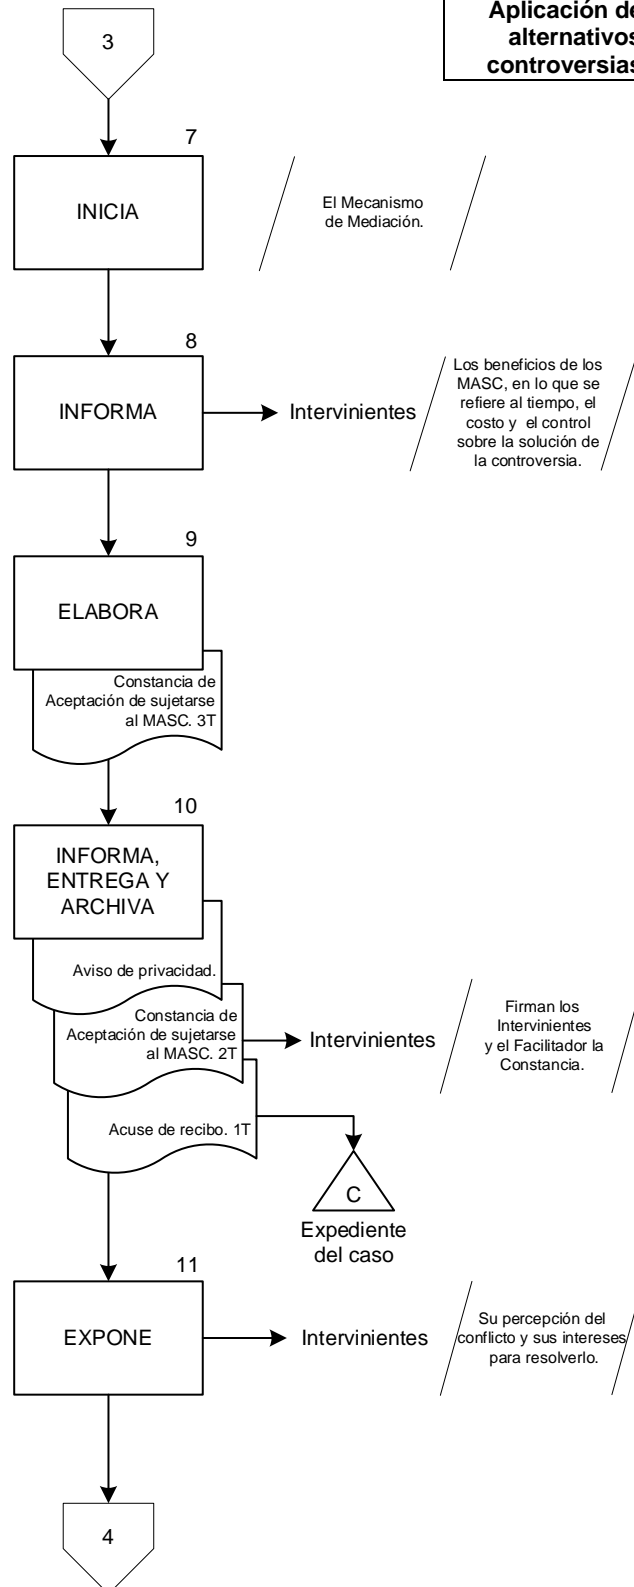 Aplicación de
alternativos
controversias
3
7
INICIA
El Mecanismo
de Mediación.
8
INFORMA
Intervinientes
Los beneficios de los
MASC, en lo que se
refiere al tiempo, el
costo y el control
sobre la solución de
la controversia.
9
ELABORA
Constancia de
Aceptación de sujetarse
al MASC. 3T
10
INFORMA,
ENTREGA Y
ARCHIVA
Aviso de privacidad.
Constancia de
Aceptación de sujetarse
al MASC. 2T
Intervinientes
Firman los
Intervinientes
y el Facilitador la
Constancia.
Acuse de recibo. 1T
C
Expediente
del caso
11
EXPONE
Intervinientes
Su percepción del
conflicto y sus intereses
para resolverlo.
4